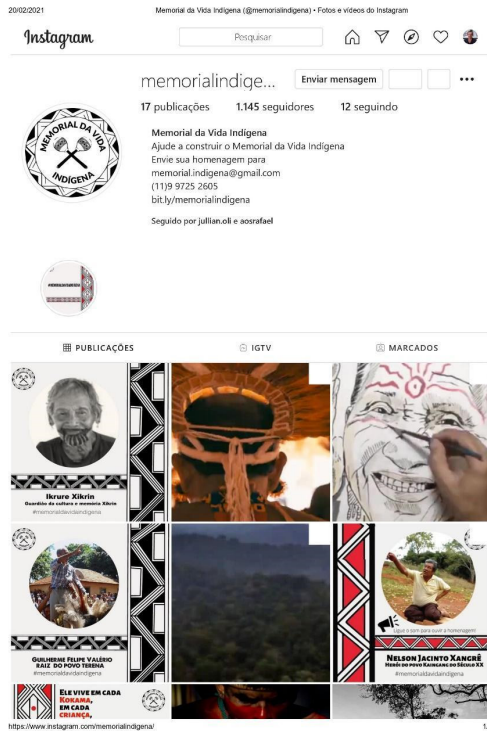 20/02/2021
Memorial da Vida Indígena (@memorialindigena) • Fotos e vídeos do Instagram
Instagram
Pesquisar
memorialindige...
Enviar mensagem
17 publicações 1.145 seguidores 12 seguindo
Memorial da Vida Indígena
Ajude a construir o Memorial da Vida Indígena
Envie sua homenagem para
memorial.indigena@gmail.com
(11)9 9725 2605
bit.ly/memorialindigena
Seguido por jullian.oli e aosrafael
MEMORIAL DA VIDA
INDÍGENA
PUBLICAÇÕES
IGTV
MARCADOS
Ikrure Xikrin
Guardião da cultura e memória Xikrin
#memorialdavidaindigena
GUILHERME FELIPE VALÉRIO
RAIZ DO POVO TERENA
#memorialdavidaindigena
Ligue o som para ouvir a homenagem!
NELSON JACINTO XANGRÊ
HERÓI DO POVO KAINGANG DO SÉCULO XX
#memorialdavidaindigena
ELE VIVE EM CADA
KOKAMA,
EM CADA
CRIANÇA,
https://www.instagram.com/memorialindigena/